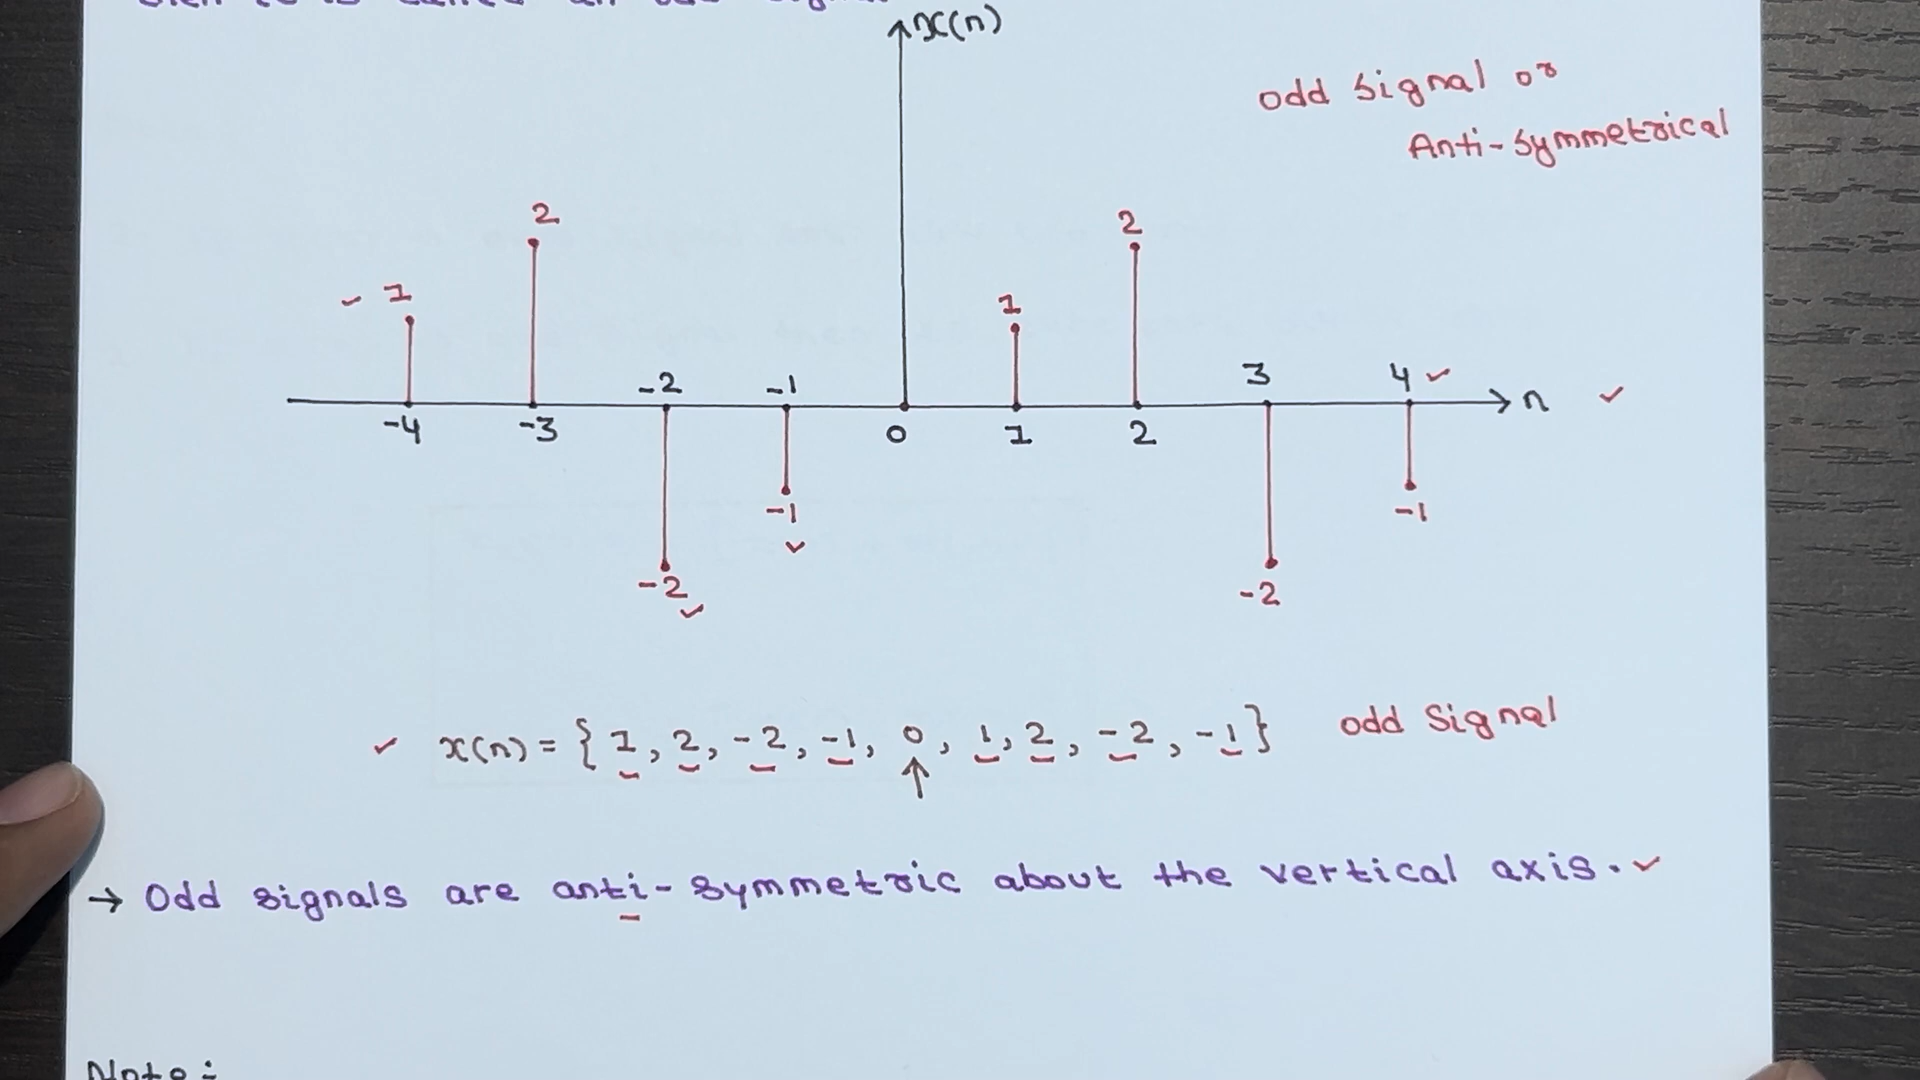 x(n)
odd signal or
Anti-symmetrical
2
2
1
1
-2 -1 3 4 n
-4 -3 0 1 2
-1 -1
-2 -2
x(n) = { 1, 2, -2, -1, 0, 1, 2, -2, -1 } odd signal
↑
→ Odd signals are anti-symmetric about the vertical axis.
Note: